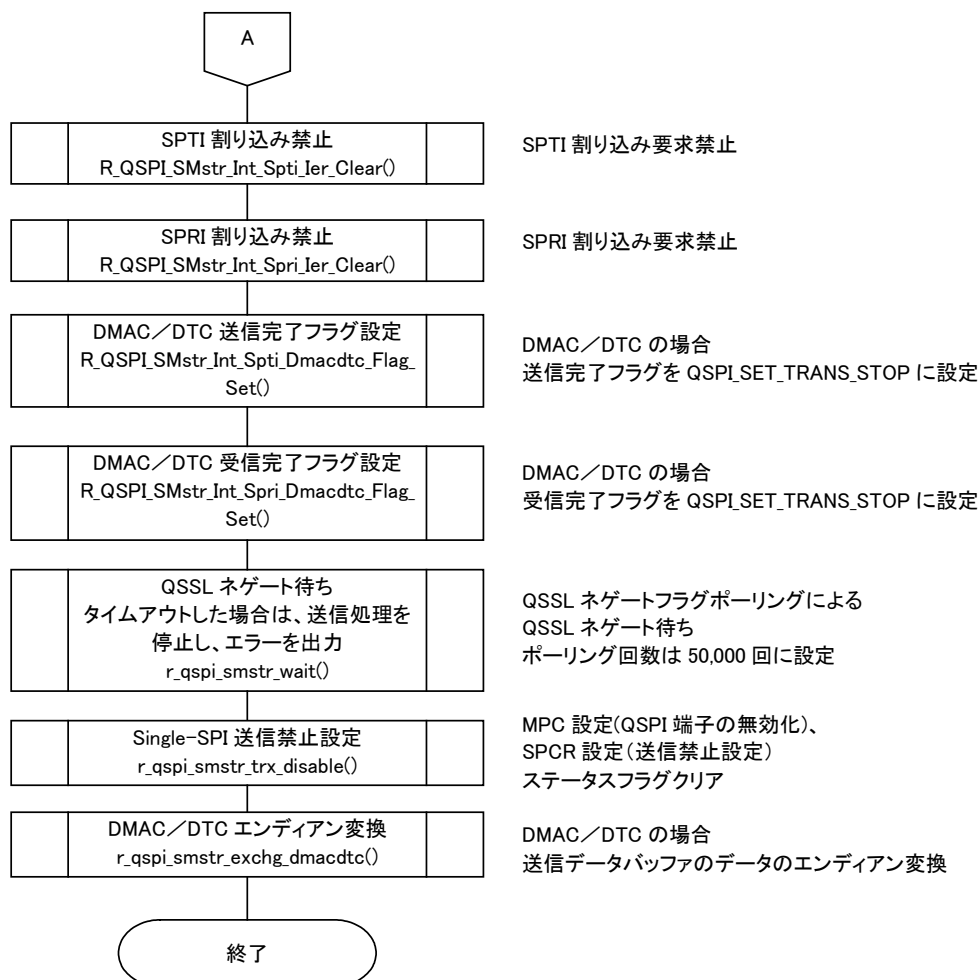 A
SPTI 割り込み禁止
R_QSPI_SMstr_Int_Spti_Ier_Clear()
SPTI 割り込み要求禁止
SPRI 割り込み禁止
R_QSPI_SMstr_Int_Spri_Ier_Clear()
SPRI 割り込み要求禁止
DMAC／DTC 送信完了フラグ設定
R_QSPI_SMstr_Int_Spti_Dmacdtc_Flag_
Set()
DMAC／DTC の場合
送信完了フラグを QSPI_SET_TRANS_STOP に設定
DMAC／DTC 受信完了フラグ設定
R_QSPI_SMstr_Int_Spri_Dmacdtc_Flag_
Set()
DMAC／DTC の場合
受信完了フラグを QSPI_SET_TRANS_STOP に設定
QSSL ネゲート待ち
タイムアウトした場合は、送信処理を
停止し、エラーを出力
r_qspi_smstr_wait()
QSSL ネゲートフラグポーリングによる
QSSL ネゲート待ち
ポーリング回数は 50,000 回に設定
Single-SPI 送信禁止設定
r_qspi_smstr_trx_disable()
MPC 設定(QSPI 端子の無効化)、
SPCR 設定（送信禁止設定）
ステータスフラグクリア
DMAC／DTC エンディアン変換
r_qspi_smstr_exchg_dmacdtc()
DMAC／DTC の場合
送信データバッファのデータのエンディアン変換
終了